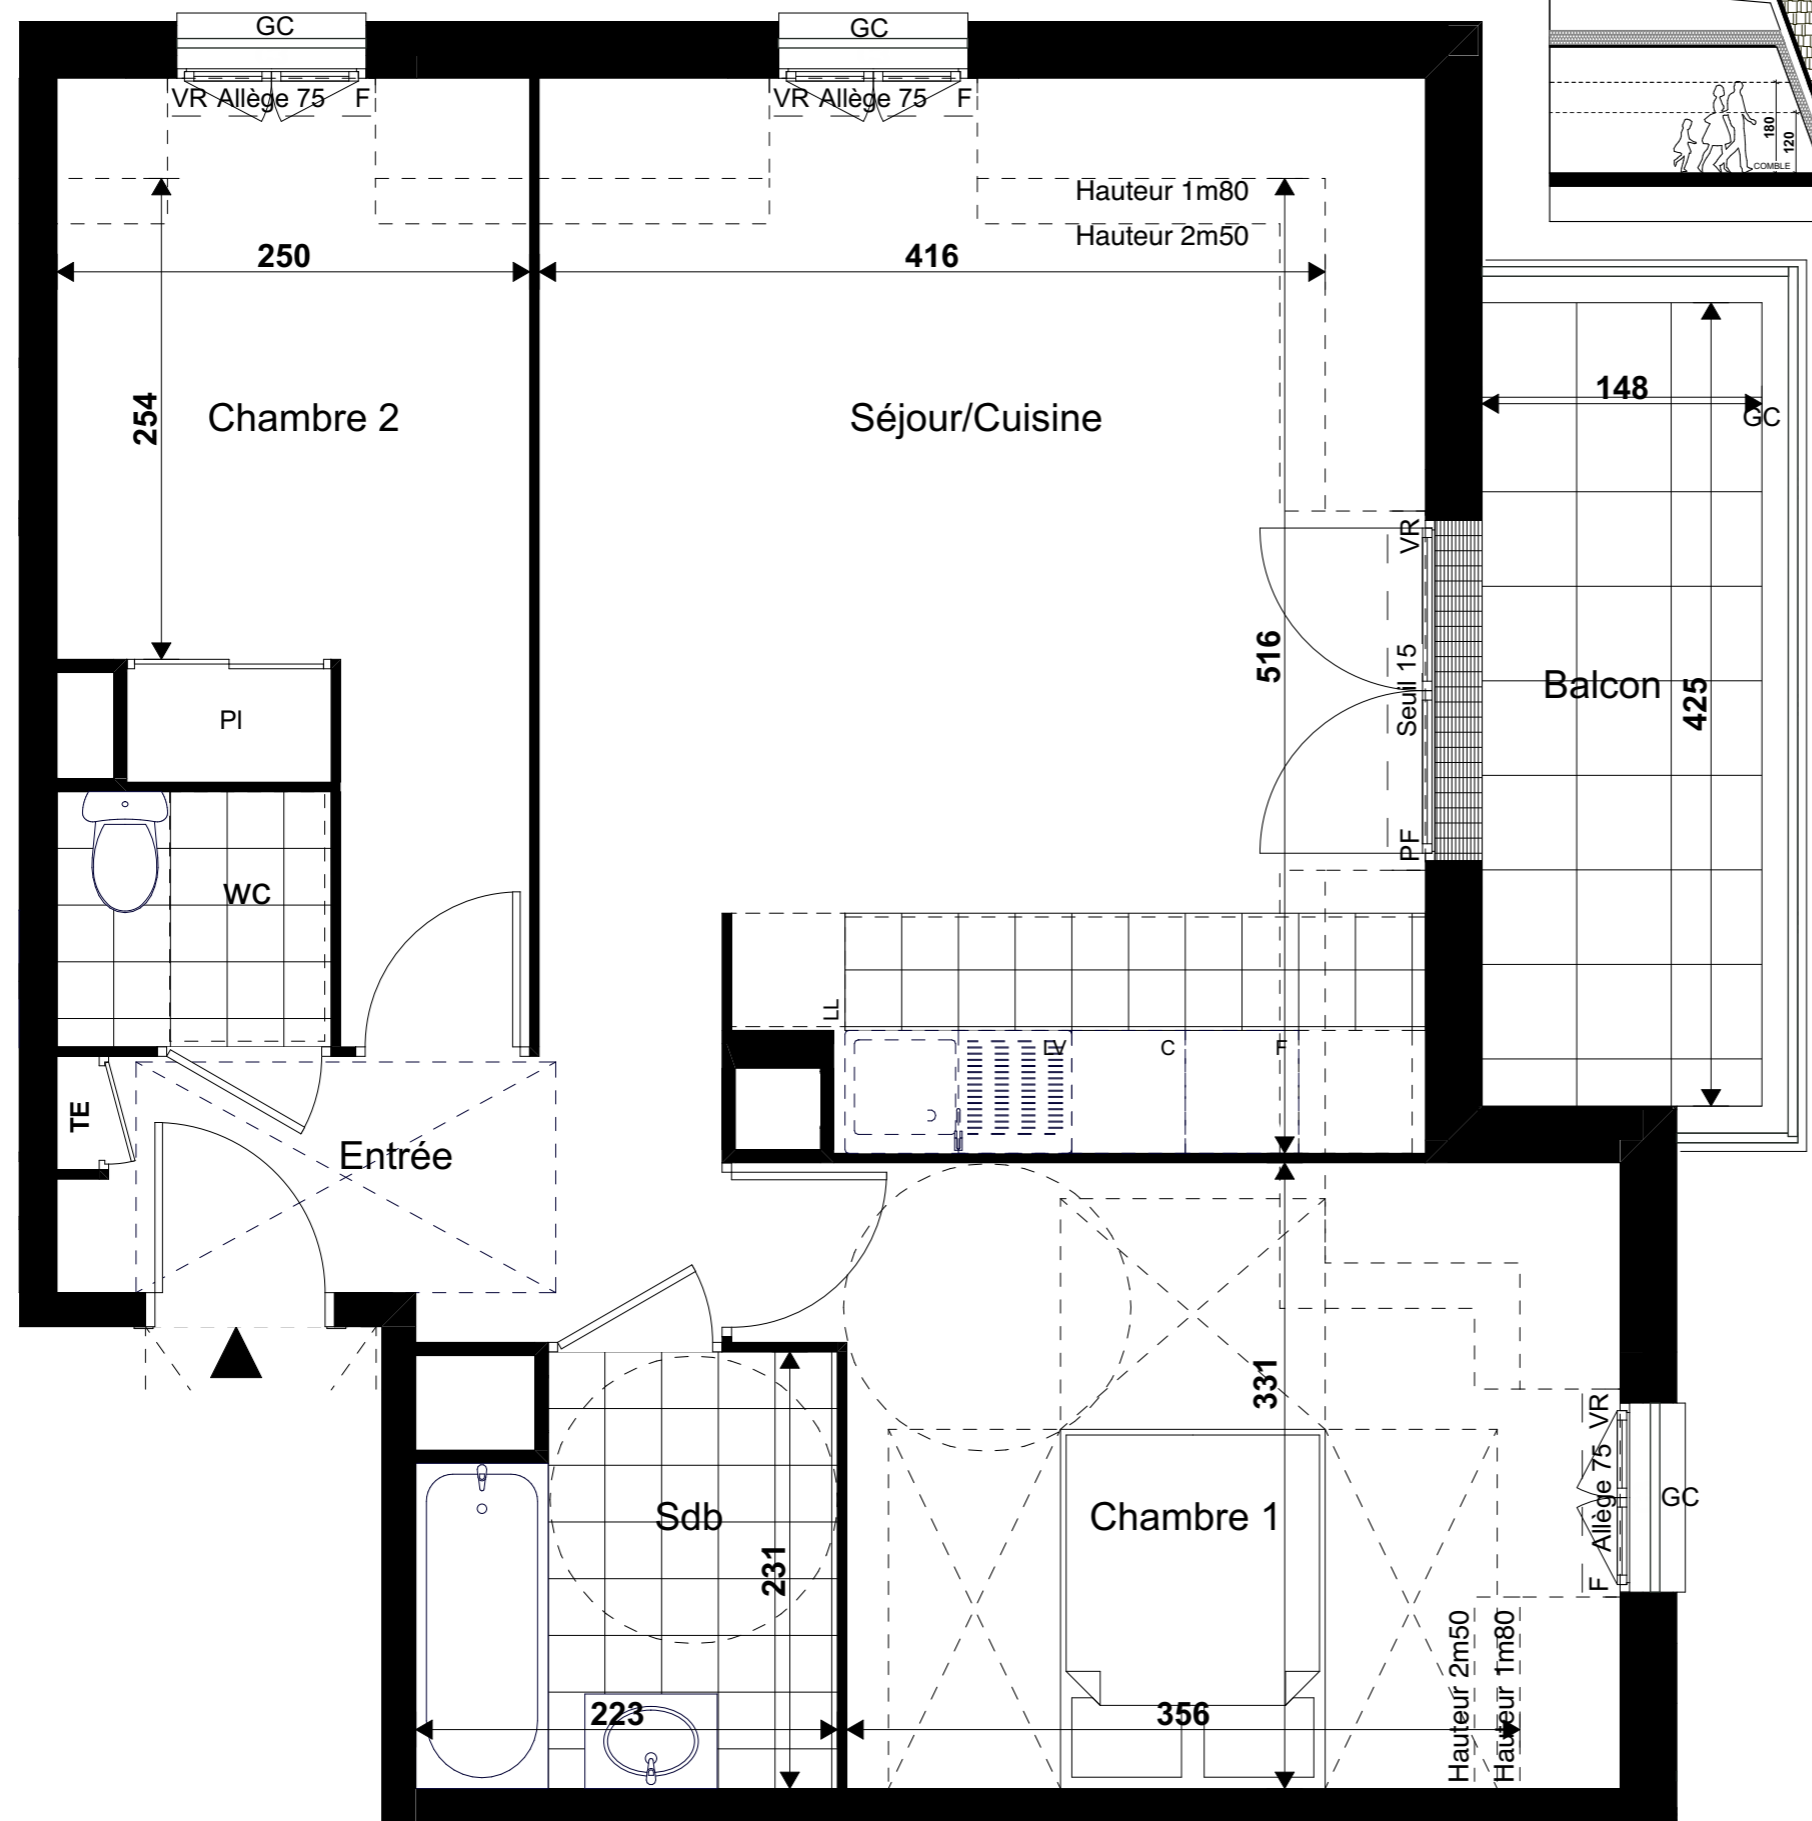 GC
GC
VR Allège 75 F
VR Allège 75 F
180
120
COMBLE
Hauteur 1m80
Hauteur 2m50
250
416
254
Chambre 2
Séjour/Cuisine
148
GC
VR
516
Seuil 15
Balcon
425
Pl
PF
WC
LL
LV
C
F
TE
Entrée
331
VR
Allège 75
F
GC
Sdb
Chambre 1
231
Hauteur 2m50
Hauteur 1m80
223
356